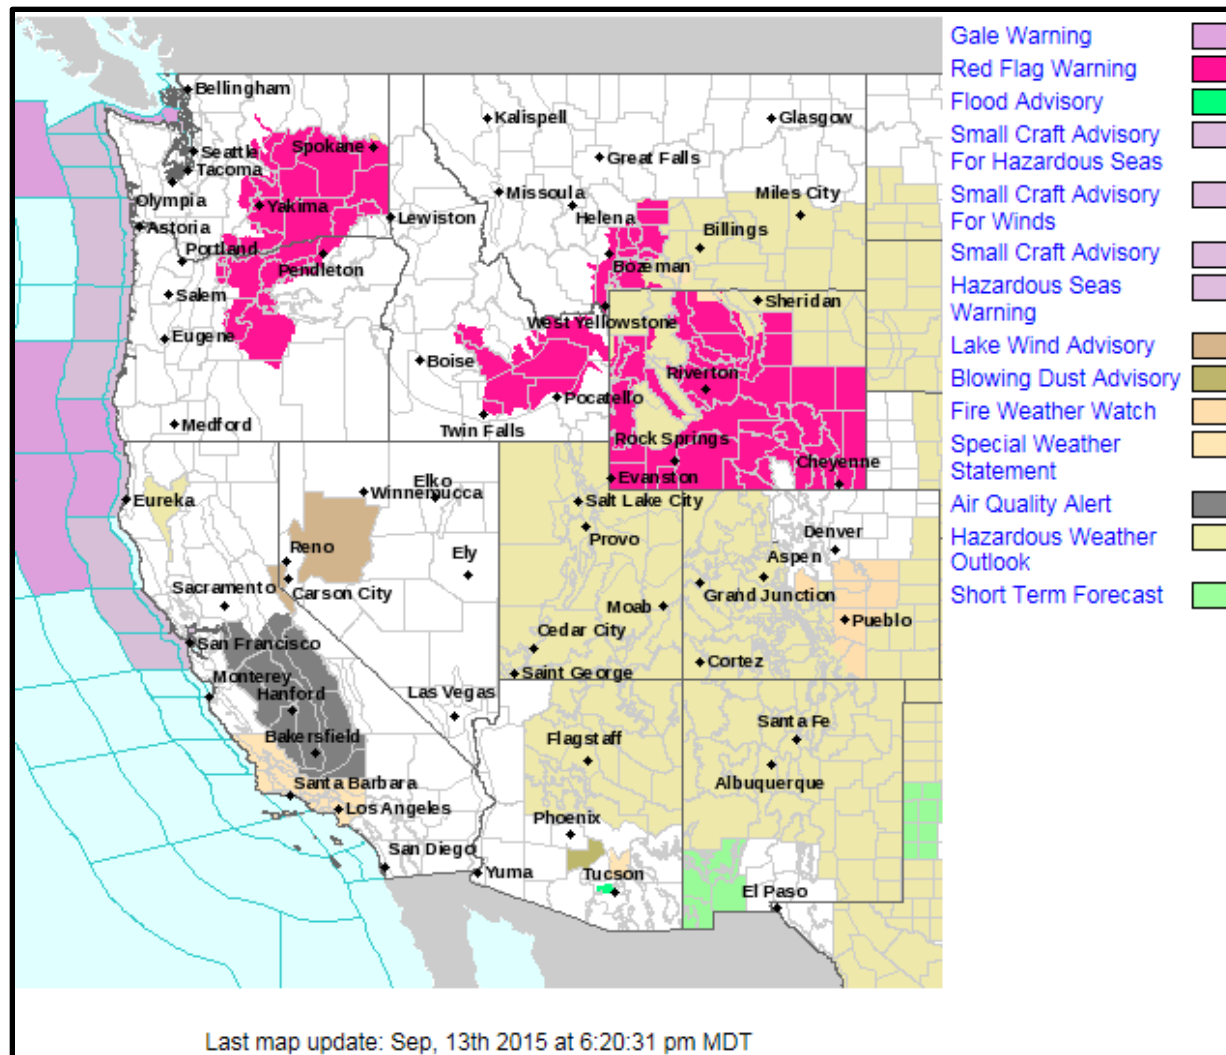 Gale Warning
Red Flag Warning
Flood Advisory
Small Craft Advisory
For Hazardous Seas
Small Craft Advisory
For Winds
Small Craft Advisory
Hazardous Seas
Warning
Lake Wind Advisory
Blowing Dust Advisory
Fire Weather Watch
Special Weather
Statement
Air Quality Alert
Hazardous Weather
Outlook
Short Term Forecast
Bellingham
Kalispell
Glasgow
Spokane
Seattle
Great Falls
Tacoma
Missoula
Miles City
Olympia
Yakima
Lewiston
Helena
Astoria
Billings
Portland
Pendleton
Bozeman
Salem
Sheridan
West Yellowstone
Eugene
Boise
Riverton
Pocatello
Medford
Twin Falls
Rock Springs
Cheyenne
Evanston
Elko
Winnemucca
Eureka
Salt Lake City
Denver
Provo
Reno
Ely
Aspen
Sacramento
Carson City
Grand Junction
Moab
Pueblo
Cedar City
San Francisco
Cortez
Saint George
Monterey
Hanford
Las Vegas
Santa Fe
Bakersfield
Flagstaff
Albuquerque
Santa Barbara
Los Angeles
Phoenix
San Diego
Yuma
Tucson
El Paso
Last map update: Sep, 13th 2015 at 6:20:31 pm MDT